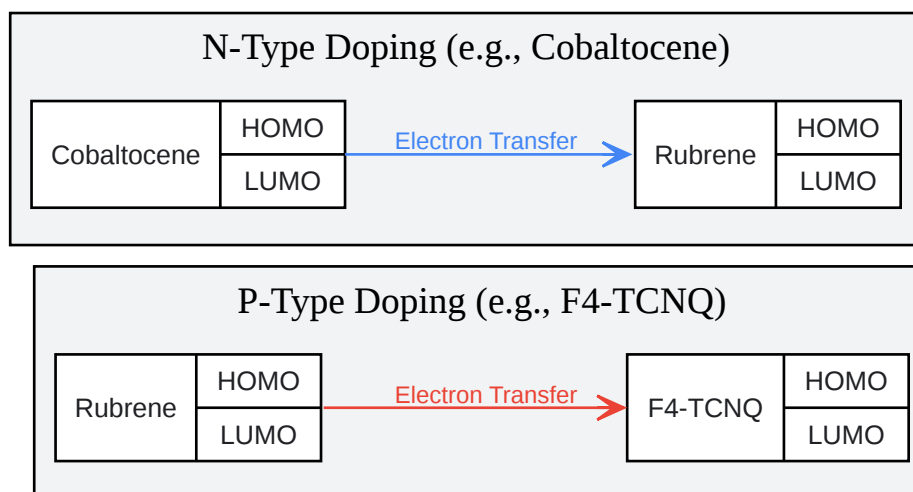 N-Type Doping (e.g., Cobaltocene)
Cobaltocene
HOMO
LUMO
Electron Transfer
Rubrene
HOMO
LUMO
P-Type Doping (e.g., F4-TCNQ)
Rubrene
HOMO
LUMO
Electron Transfer
F4-TCNQ
HOMO
LUMO